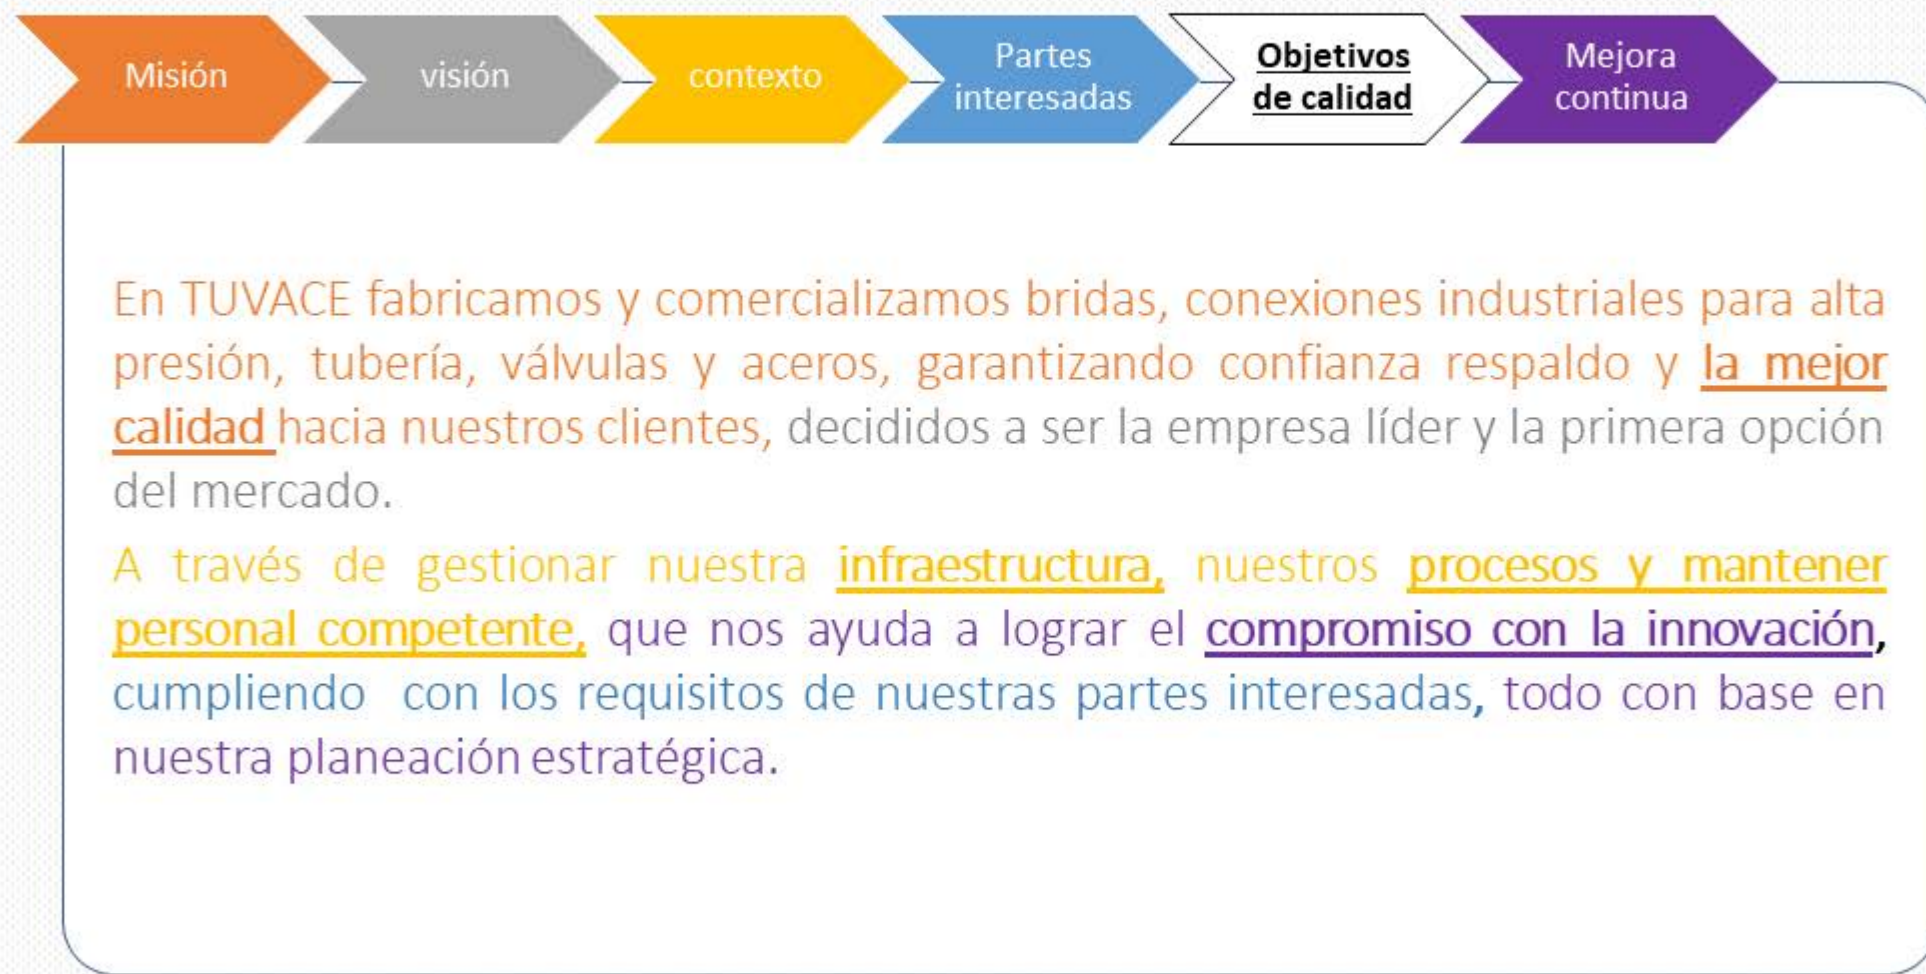 Misión
visión
contexto
Partes
interesadas
Objetivos
de calidad
Mejora
continua
En TUVACE fabricamos y comercializamos bridas, conexiones industriales para alta
presión, tubería, válvulas y aceros, garantizando confianza respaldo y la mejor
calidad hacia nuestros clientes, decididos a ser la empresa líder y la primera opción
del mercado.
A través de gestionar nuestra infraestructura, nuestros procesos y mantener
personal competente, que nos ayuda a lograr el compromiso con la innovación,
cumpliendo con los requisitos de nuestras partes interesadas, todo con base en
nuestra planeación estratégica.